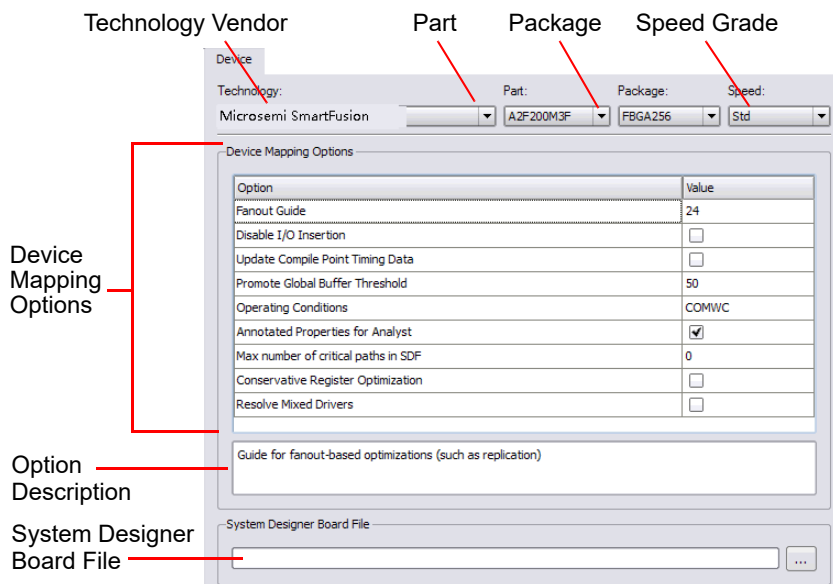 Technology Vendor Part Package Speed Grade
Device
Technology: Part: Package: Speed:
Microsemi SmartFusion A2F200M3F FBGA256 Std
Device Mapping Options
Option Value
Fanout Guide 24
Disable I/O Insertion
Update Compile Point Timing Data
Promote Global Buffer Threshold 50
Operating Conditions COMWC
Annotated Properties for Analyst
Max number of critical paths in SDF 0
Conservative Register Optimization
Resolve Mixed Drivers
Device
Mapping
Options
Guide for fanout-based optimizations (such as replication)
Option
Description
System Designer Board File
...
System Designer
Board File